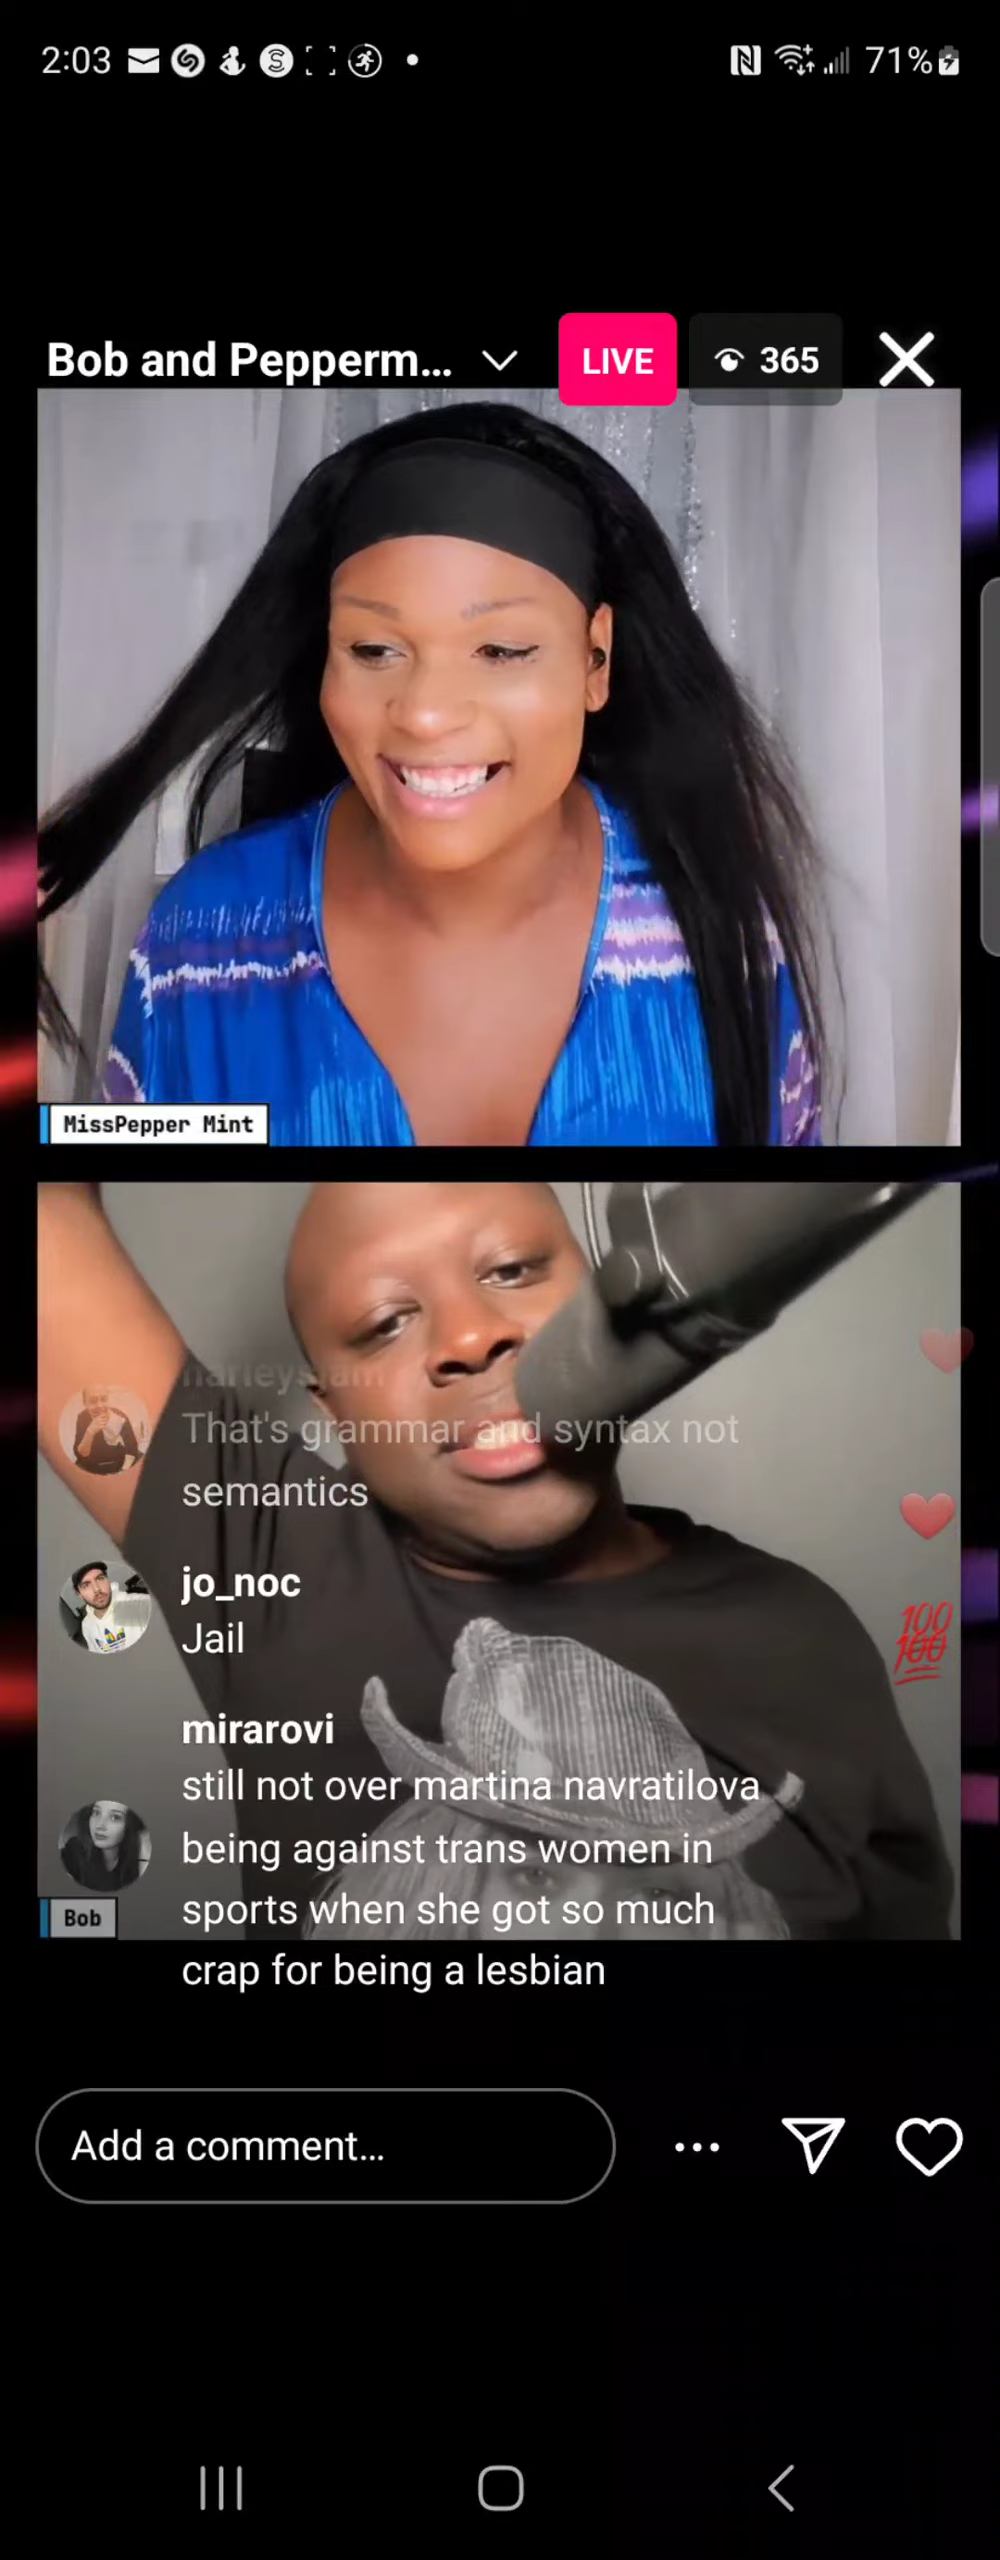 2:03
71%
Bob and Pepperm...
LIVE
365
MissPepper Mint
That's grammar and syntax not
semantics
jo_noc
Jail
mirarovi
still not over martina navratilova
being against trans women in
sports when she got so much
crap for being a lesbian
Bob
100
100
Add a comment...